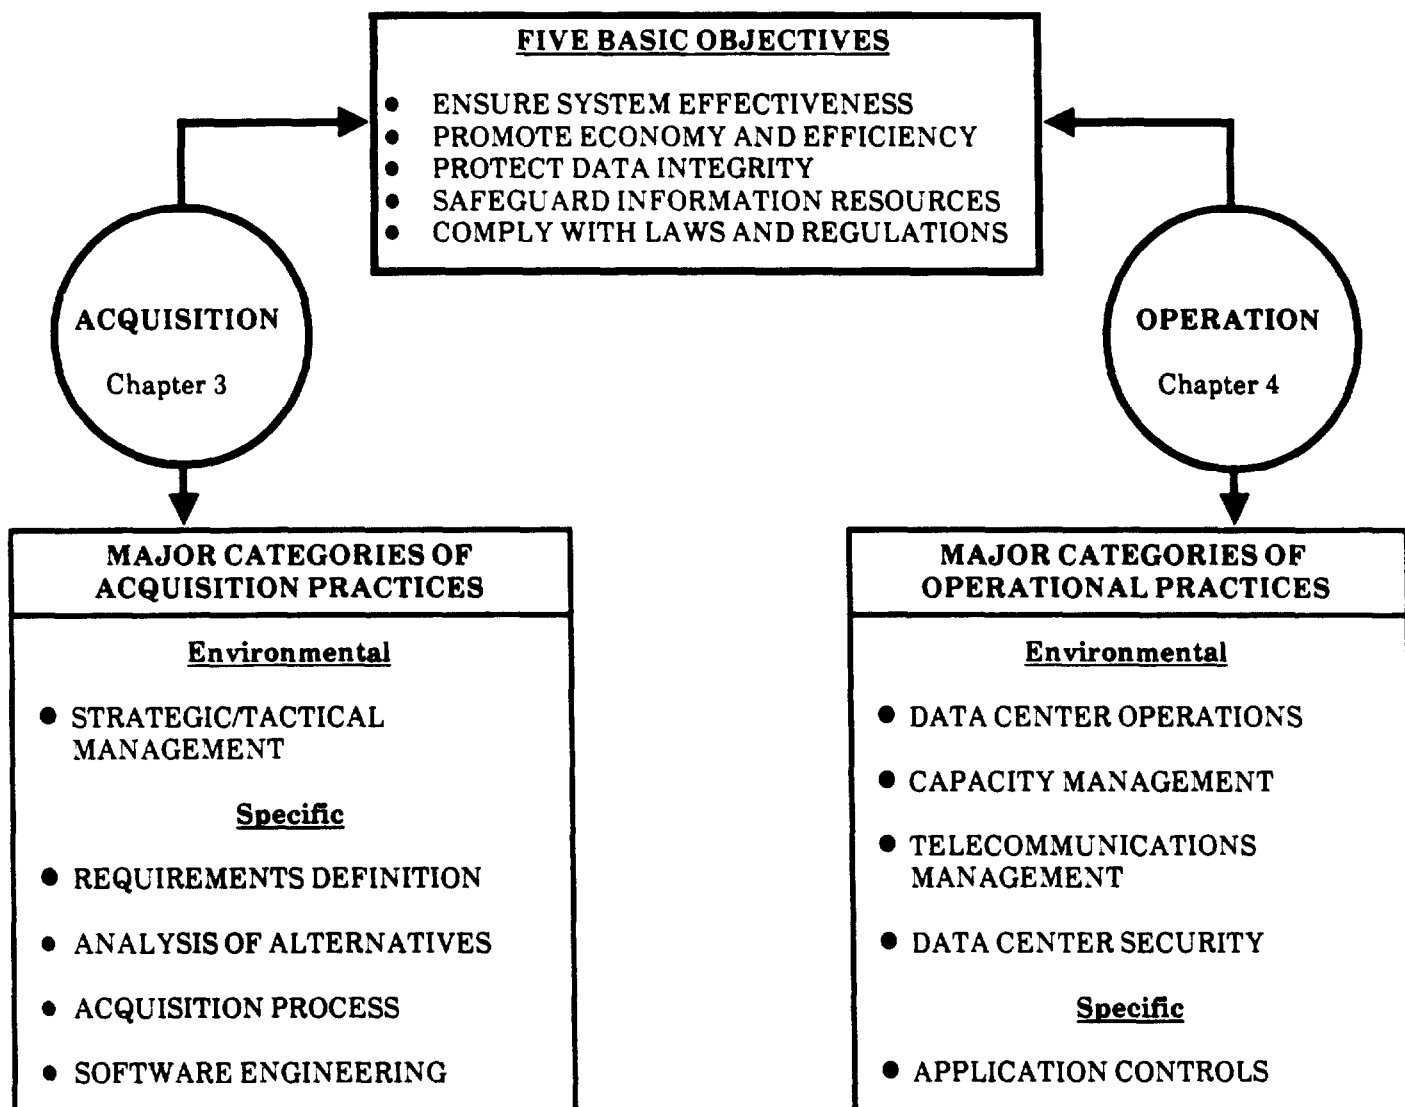 FIVE BASIC OBJECTIVES
● ENSURE SYSTEM EFFECTIVENESS
● PROMOTE ECONOMY AND EFFICIENCY
● PROTECT DATA INTEGRITY
● SAFEGUARD INFORMATION RESOURCES
● COMPLY WITH LAWS AND REGULATIONS
ACQUISITION
Chapter 3
OPERATION
Chapter 4
MAJOR CATEGORIES OF
ACQUISITION PRACTICES
Environmental
● STRATEGIC/TACTICAL
MANAGEMENT
Specific
● REQUIREMENTS DEFINITION
● ANALYSIS OF ALTERNATIVES
● ACQUISITION PROCESS
● SOFTWARE ENGINEERING
MAJOR CATEGORIES OF
OPERATIONAL PRACTICES
Environmental
● DATA CENTER OPERATIONS
● CAPACITY MANAGEMENT
● TELECOMMUNICATIONS
MANAGEMENT
● DATA CENTER SECURITY
Specific
● APPLICATION CONTROLS